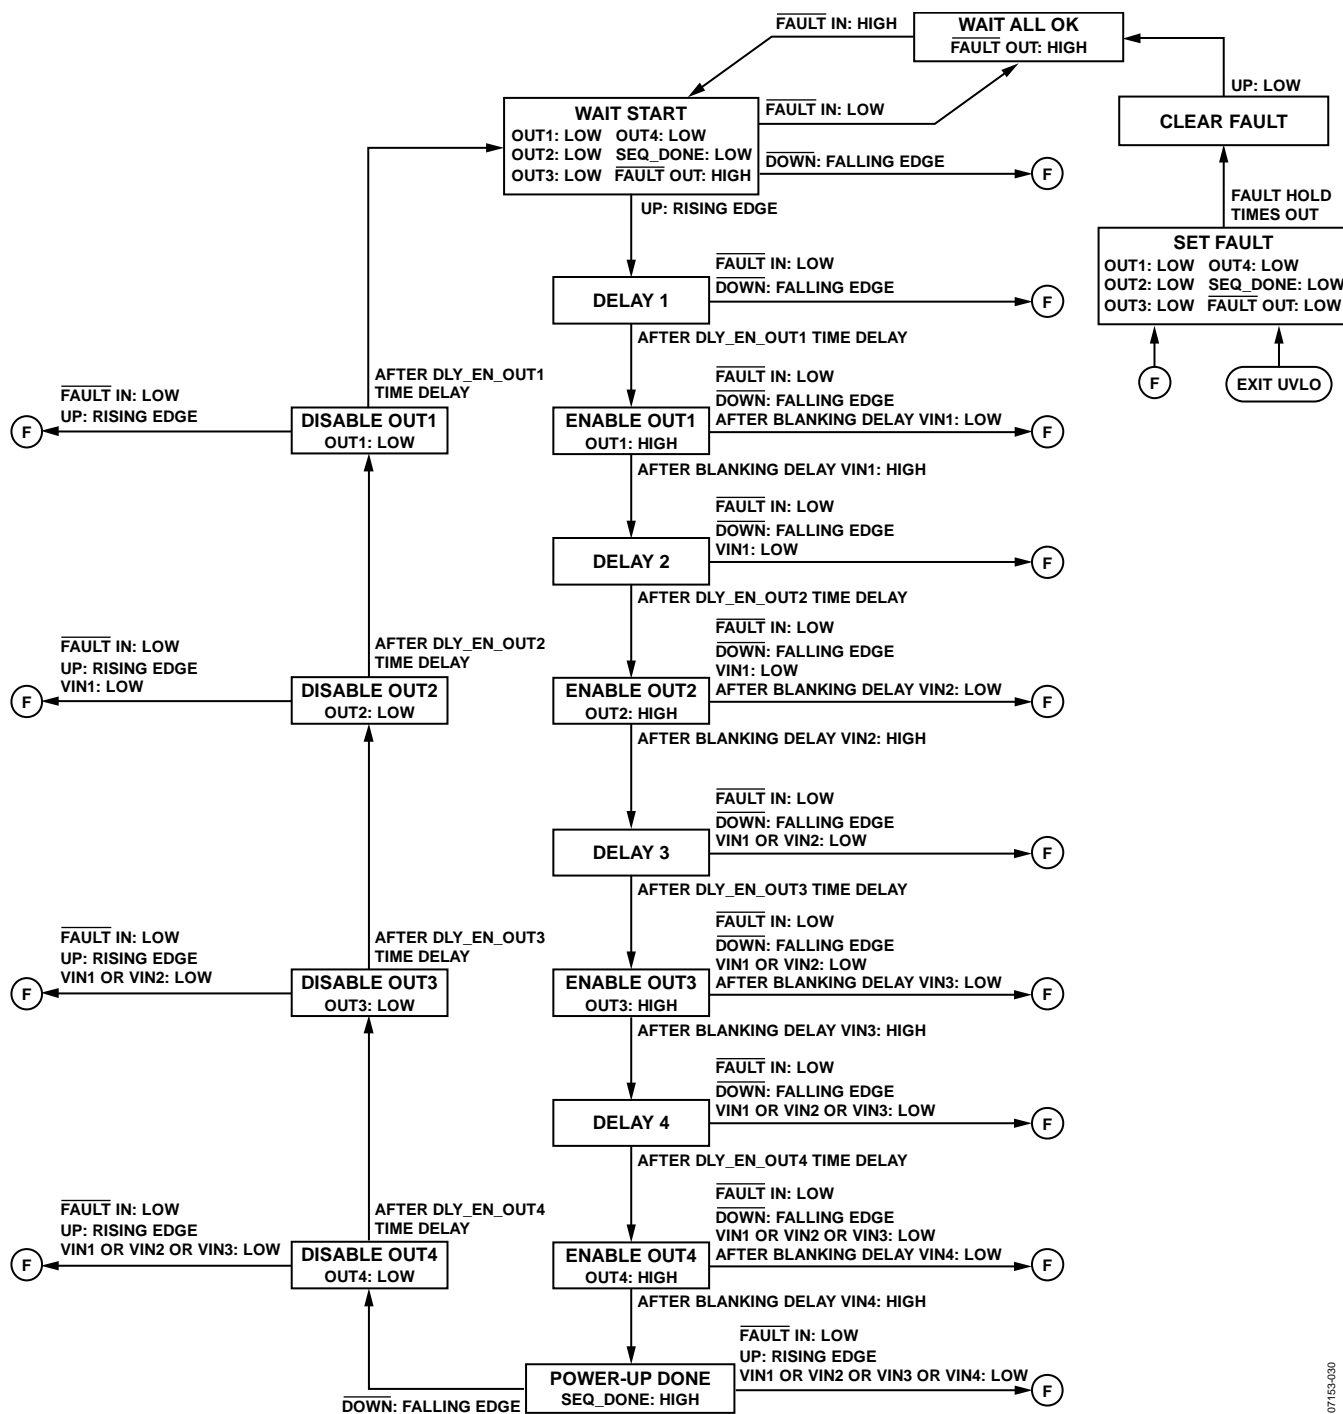 FAULT IN: HIGH
WAIT ALL OK
FAULT OUT: HIGH
UP: LOW
CLEAR FAULT
FAULT HOLD
TIMES OUT
SET FAULT
OUT1: LOW OUT4: LOW
OUT2: LOW SEQ_DONE: LOW
OUT3: LOW FAULT OUT: LOW
F
EXIT UVLO
WAIT START
OUT1: LOW OUT4: LOW
OUT2: LOW SEQ_DONE: LOW
OUT3: LOW FAULT OUT: HIGH
FAULT IN: LOW
DOWN: FALLING EDGE
F
UP: RISING EDGE
DELAY 1
FAULT IN: LOW
DOWN: FALLING EDGE
F
AFTER DLY_EN_OUT1 TIME DELAY
ENABLE OUT1
OUT1: HIGH
FAULT IN: LOW
DOWN: FALLING EDGE
AFTER BLANKING DELAY VIN1: LOW
F
AFTER BLANKING DELAY VIN1: HIGH
DELAY 2
FAULT IN: LOW
DOWN: FALLING EDGE
VIN1: LOW
F
AFTER DLY_EN_OUT2 TIME DELAY
ENABLE OUT2
OUT2: HIGH
FAULT IN: LOW
DOWN: FALLING EDGE
VIN1: LOW
AFTER BLANKING DELAY VIN2: LOW
F
AFTER BLANKING DELAY VIN2: HIGH
DELAY 3
FAULT IN: LOW
DOWN: FALLING EDGE
VIN1 OR VIN2: LOW
F
AFTER DLY_EN_OUT3 TIME DELAY
ENABLE OUT3
OUT3: HIGH
FAULT IN: LOW
DOWN: FALLING EDGE
VIN1 OR VIN2: LOW
AFTER BLANKING DELAY VIN3: LOW
F
AFTER BLANKING DELAY VIN3: HIGH
DELAY 4
FAULT IN: LOW
DOWN: FALLING EDGE
VIN1 OR VIN2 OR VIN3: LOW
F
AFTER DLY_EN_OUT4 TIME DELAY
ENABLE OUT4
OUT4: HIGH
FAULT IN: LOW
DOWN: FALLING EDGE
VIN1 OR VIN2 OR VIN3: LOW
AFTER BLANKING DELAY VIN4: LOW
F
AFTER BLANKING DELAY VIN4: HIGH
POWER-UP DONE
SEQ_DONE: HIGH
FAULT IN: LOW
UP: RISING EDGE
VIN1 OR VIN2 OR VIN3 OR VIN4: LOW
F
DOWN: FALLING EDGE
DISABLE OUT4
OUT4: LOW
FAULT IN: LOW
UP: RISING EDGE
VIN1 OR VIN2 OR VIN3: LOW
F
AFTER DLY_EN_OUT4
TIME DELAY
DISABLE OUT3
OUT3: LOW
FAULT IN: LOW
UP: RISING EDGE
VIN1 OR VIN2: LOW
F
AFTER DLY_EN_OUT3
TIME DELAY
DISABLE OUT2
OUT2: LOW
FAULT IN: LOW
UP: RISING EDGE
VIN1: LOW
F
AFTER DLY_EN_OUT2
TIME DELAY
DISABLE OUT1
OUT1: LOW
FAULT IN: LOW
UP: RISING EDGE
F
AFTER DLY_EN_OUT1
TIME DELAY
07153-030